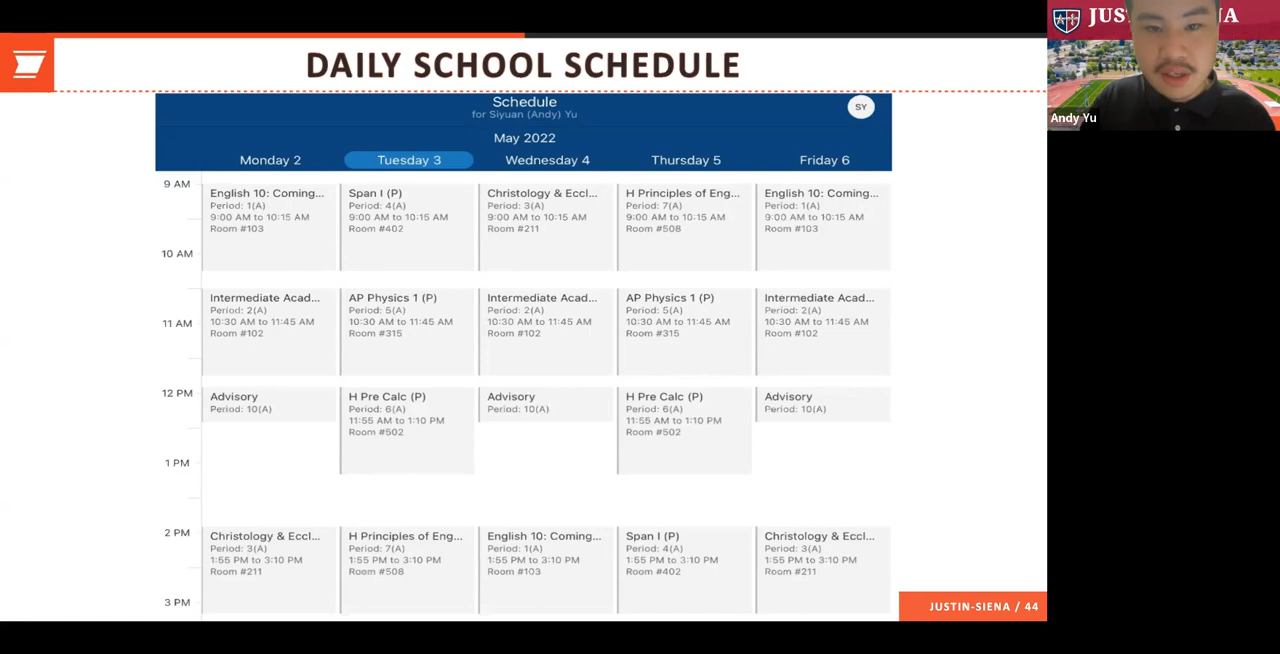 DAILY SCHOOL SCHEDULE
Schedule
for Siyuan (Andy) Yu
SY
May 2022
Monday 2
Tuesday 3
Wednesday 4
Thursday 5
Friday 6
9 AM
English 10: Coming...
Period: 1(A)
9:00 AM to 10:15 AM
Room #103
Span I (P)
Period: 4(A)
9:00 AM to 10:15 AM
Room #402
Christology & Eccl...
Period: 3(A)
9:00 AM to 10:15 AM
Room #211
H Principles of Eng...
Period: 7(A)
9:00 AM to 10:15 AM
Room #508
English 10: Coming...
Period: 1(A)
9:00 AM to 10:15 AM
Room #103
10 AM
Intermediate Acad...
Period: 2(A)
10:30 AM to 11:45 AM
Room #102
AP Physics 1 (P)
Period: 5(A)
10:30 AM to 11:45 AM
Room #315
Intermediate Acad...
Period: 2(A)
10:30 AM to 11:45 AM
Room #102
AP Physics 1 (P)
Period: 5(A)
10:30 AM to 11:45 AM
Room #315
Intermediate Acad...
Period: 2(A)
10:30 AM to 11:45 AM
Room #102
11 AM
12 PM
Advisory
Period: 10(A)
H Pre Calc (P)
Period: 6(A)
11:55 AM to 1:10 PM
Room #502
Advisory
Period: 10(A)
H Pre Calc (P)
Period: 6(A)
11:55 AM to 1:10 PM
Room #502
Advisory
Period: 10(A)
1 PM
2 PM
Christology & Eccl...
Period: 3(A)
1:55 PM to 3:10 PM
Room #211
H Principles of Eng...
Period: 7(A)
1:55 PM to 3:10 PM
Room #508
English 10: Coming...
Period: 1(A)
1:55 PM to 3:10 PM
Room #103
Span I (P)
Period: 4(A)
1:55 PM to 3:10 PM
Room #402
Christology & Eccl...
Period: 3(A)
1:55 PM to 3:10 PM
Room #211
3 PM
JUSTIN-SIENA / 44
Andy Yu